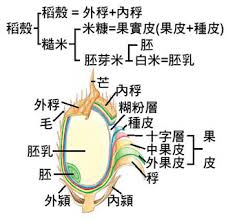 稻殼 = 外稃+內稃
稻殼
糙米
米糠=果實皮(果皮+種皮)
胚
胚芽米
白米=胚乳
芒
外稃
內稃
毛
糊粉層
種皮
十字層
果
中果皮
胚乳
外果皮
皮
胚
稃
外穎
內穎